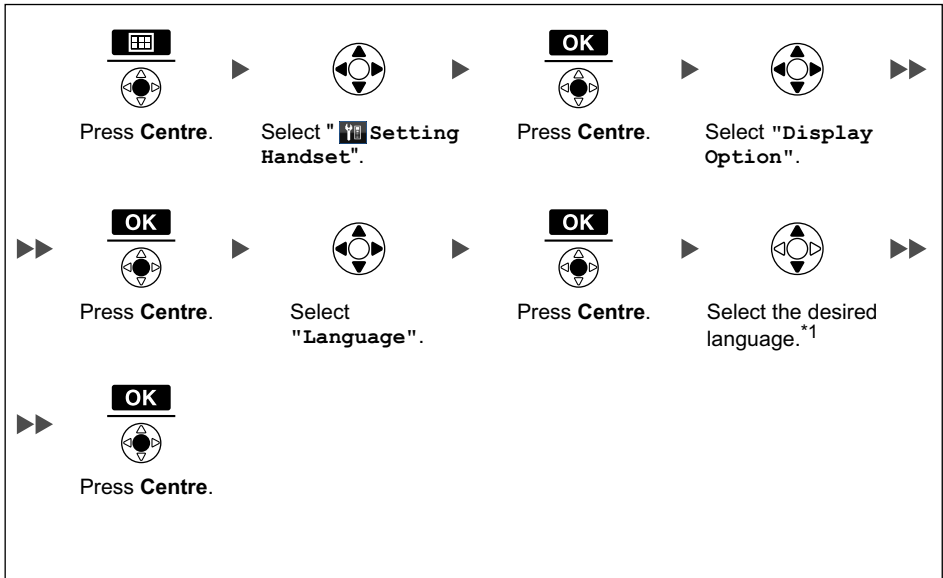 OK
Press Centre.
Select "Setting
Handset".
Press Centre.
Select "Display
Option".
OK
OK
Press Centre.
Select
"Language".
Press Centre.
Select the desired
language.*1
OK
Press Centre.